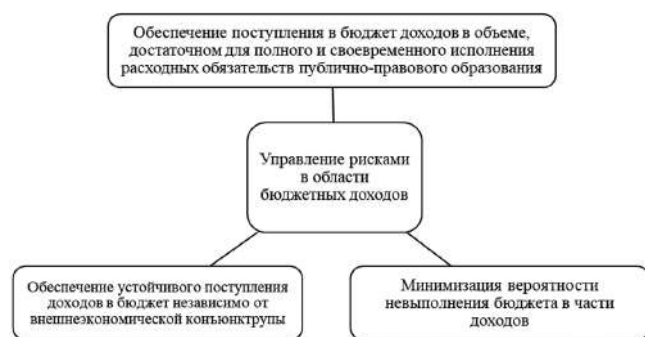 Обеспечение поступления в бюджет доходов в объеме,
достаточном для полного и своевременного исполнения
расходных обязательств публично-правового образования
Управление рисками
в области
бюджетных доходов
Обеспечение устойчивого поступления
доходов в бюджет независимо от
внешнеэкономической конъюнктрупы
Минимизация вероятности
невыполнения бюджета в части
доходов